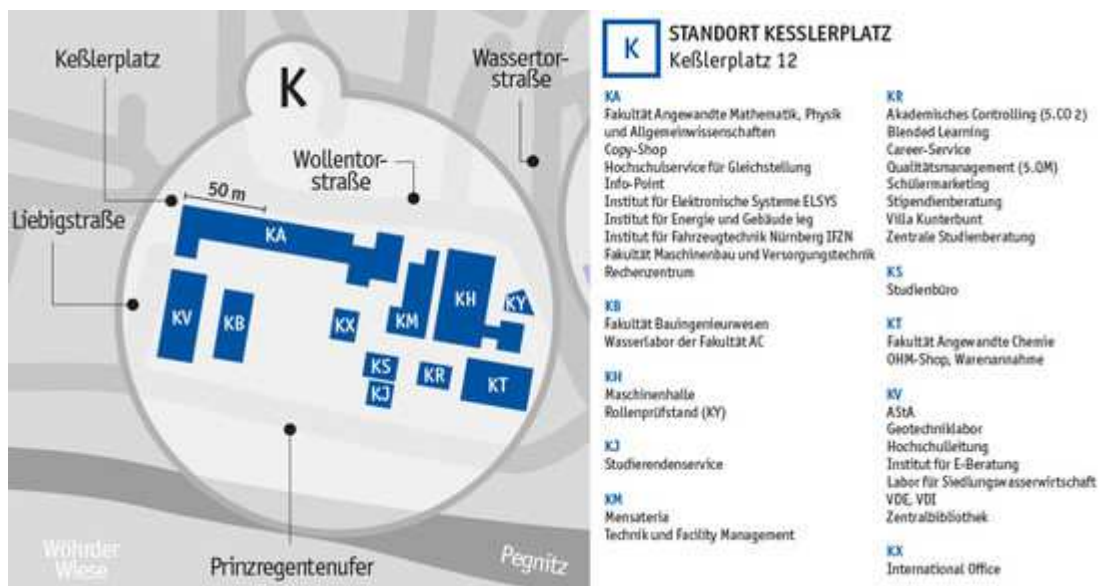 Keßlerplatz
K
Wassertor-
straße
Wollentor-
straße
50 m
Liebigstraße
KA
KV
KB
KX
KM
KH
KY
KS
KJ
KR
KT
Wöhrder
Wiese
Prinzregentenufer
Pegnitz
K
STANDORT KESSLERPLATZ
Keßlerplatz 12
KA
Fakultät Angewandte Mathematik, Physik
und Allgemeinwissenschaften
Copy-Shop
Hochschulservice für Gleichstellung
Info-Point
Institut für Elektronische Systeme ELSYS
Institut für Energie und Gebäude ieg
Institut für Fahrzeugtechnik Nürnberg IFZN
Fakultät Maschinenbau und Versorgungstechnik
Rechenzentrum
KB
Fakultät Bauingenieurwesen
Wasserlabor der Fakultät AC
KH
Maschinenhalle
Rollenprüfstand (KY)
KJ
Studierendenservice
KM
Mensateria
Technik und Facility Management
KR
Akademisches Controlling (5.CO 2)
Blended Learning
Career-Service
Qualitätsmanagement (5.QM)
Schülermarketing
Stipendienberatung
Villa Kunterbunt
Zentrale Studienberatung
KS
Studienbüro
KT
Fakultät Angewandte Chemie
OHM-Shop, Warenannahme
KV
AStA
Geotechniklabor
Hochschulleitung
Institut für E-Beratung
Labor für Siedlungswasserwirtschaft
VDE, VDI
Zentralbibliothek
KX
International Office